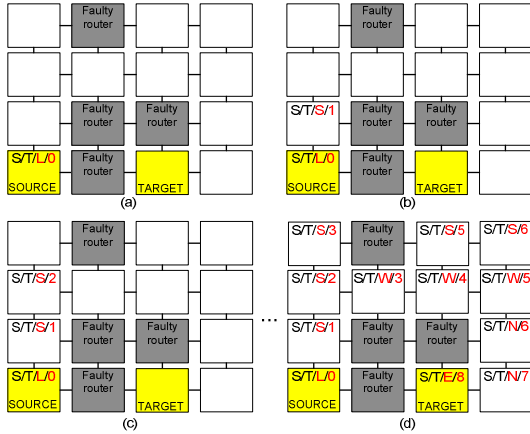 Faulty
router
Faulty
router
Faulty
router
S/T/L/0
SOURCE
Faulty
router
TARGET
(a)
Faulty
router
S/T/S/1
Faulty
router
Faulty
router
S/T/L/0
SOURCE
Faulty
router
TARGET
(b)
Faulty
router
S/T/S/2
S/T/S/1
Faulty
router
Faulty
router
S/T/L/0
SOURCE
Faulty
router
TARGET
(c)
...
S/T/S/3
Faulty
router
S/T/S/5
S/T/S/6
S/T/S/2
S/T/W/3
S/T/W/4
S/T/W/5
S/T/S/1
Faulty
router
Faulty
router
S/T/N/6
S/T/L/0
SOURCE
Faulty
router
S/T/E/8
TARGET
S/T/N/7
(d)